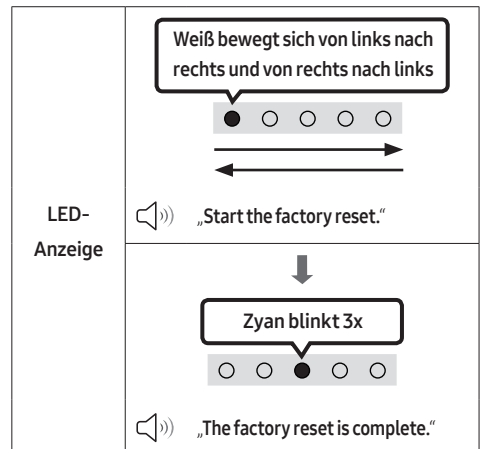 LED-
Anzeige
Weiß bewegt sich von links nach
rechts und von rechts nach links
„Start the factory reset.“
Zyan blinkt 3x
„The factory reset is complete.“